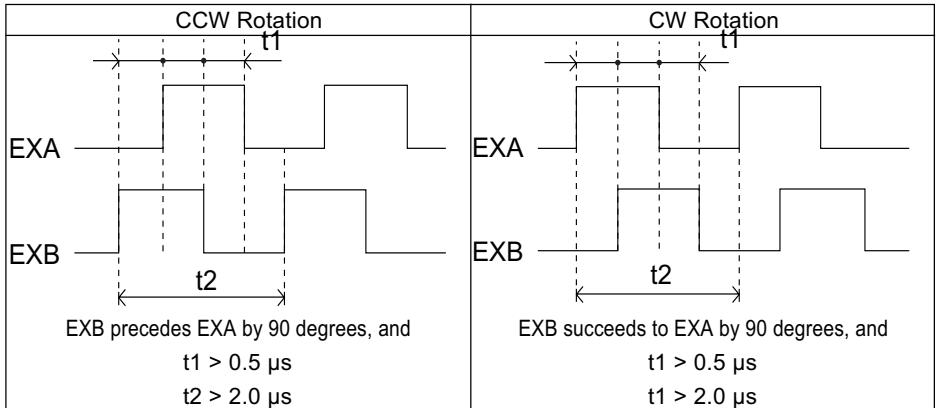 CCW Rotation
t1
EXA
EXB
t2
EXB precedes EXA by 90 degrees, and
t1 > 0.5 µs
t2 > 2.0 µs
CW Rotation
t1
EXA
EXB
t2
EXB succeeds to EXA by 90 degrees, and
t1 > 0.5 µs
t1 > 2.0 µs